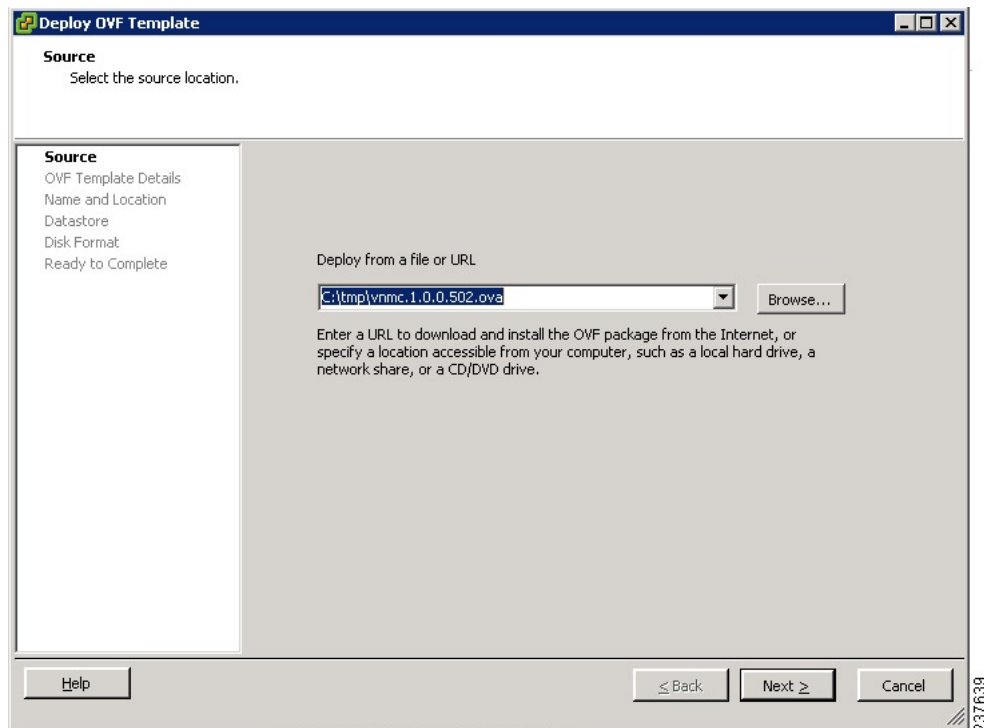 Deploy OVF Template
Source
Select the source location.
Source
OVF Template Details
Name and Location
Datastore
Disk Format
Ready to Complete
Deploy from a file or URL
C:\tmp\vnmc.1.0.0.502.ova
Browse...
Enter a URL to download and install the OVF package from the Internet, or
specify a location accessible from your computer, such as a local hard drive, a
network share, or a CD/DVD drive.
Help
≤ Back
Next ≥
Cancel
237639